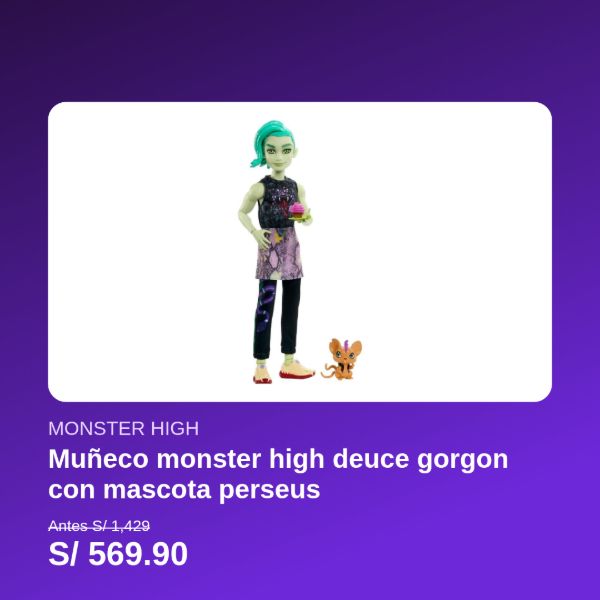 MONSTER HIGH
Muñeco monster high deuce gorgon
con mascota perseus
Antes S/ 1,429
S/ 569.90